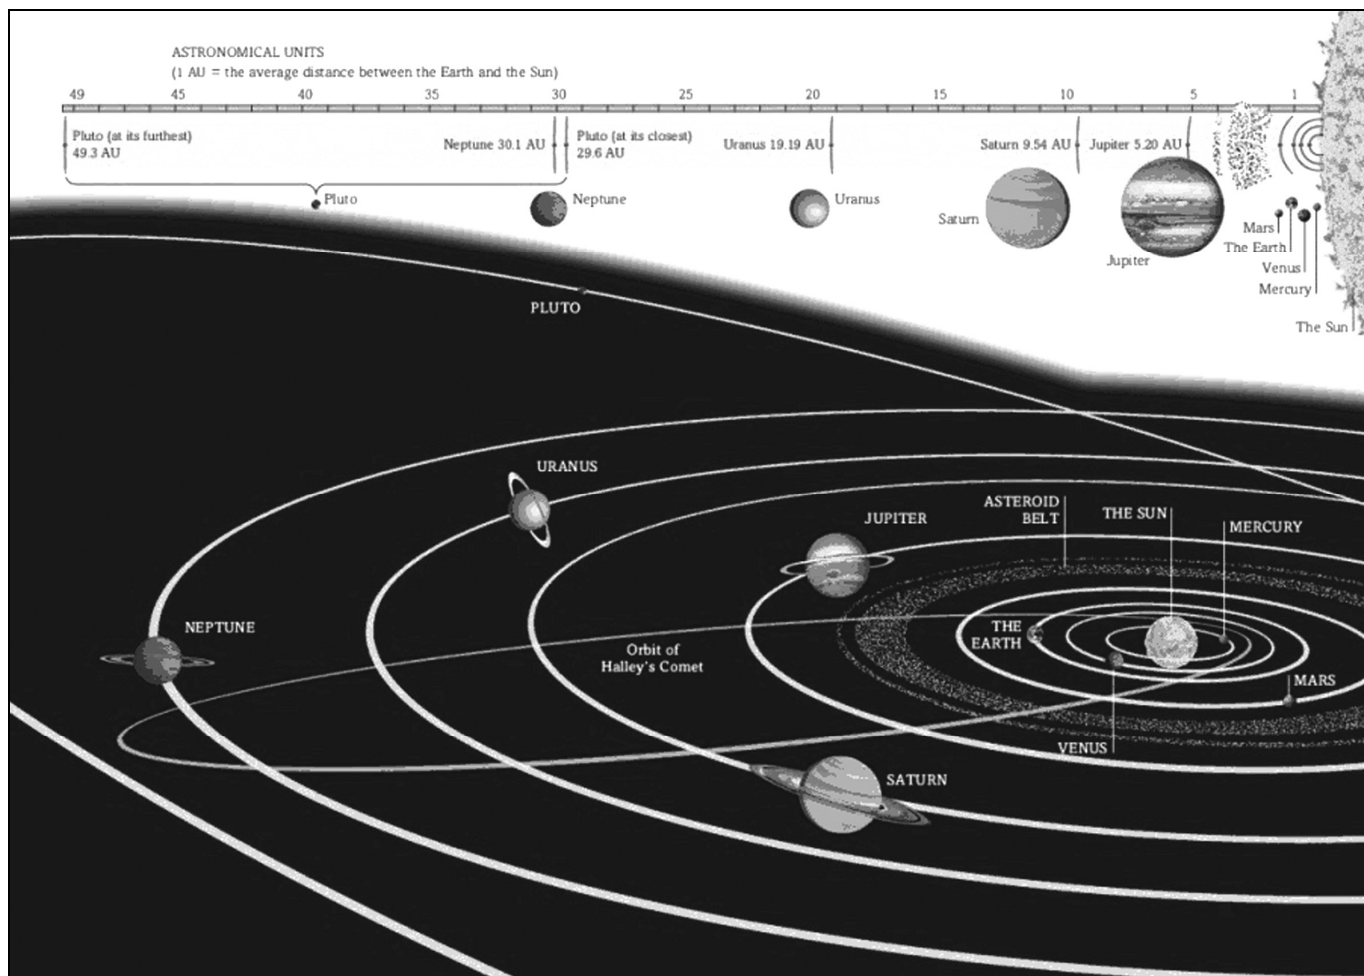 ASTRONOMICAL UNITS
(1 AU = the average distance between the Earth and the Sun)
49 45 40 35 30 25 20 15 10 5 1
Pluto (at its furthest)
49.3 AU
Neptune 30.1 AU
Pluto (at its closest)
29.6 AU
Uranus 19.19 AU
Saturn 9.54 AU
Jupiter 5.20 AU
Pluto
Neptune
Uranus
Saturn
Jupiter
Mars
The Earth
Venus
Mercury
The Sun
PLUTO
URANUS
JUPITER
ASTEROID
BELT
THE SUN
MERCURY
NEPTUNE
THE
EARTH
Orbit of
Halley's Comet
MARS
VENUS
SATURN